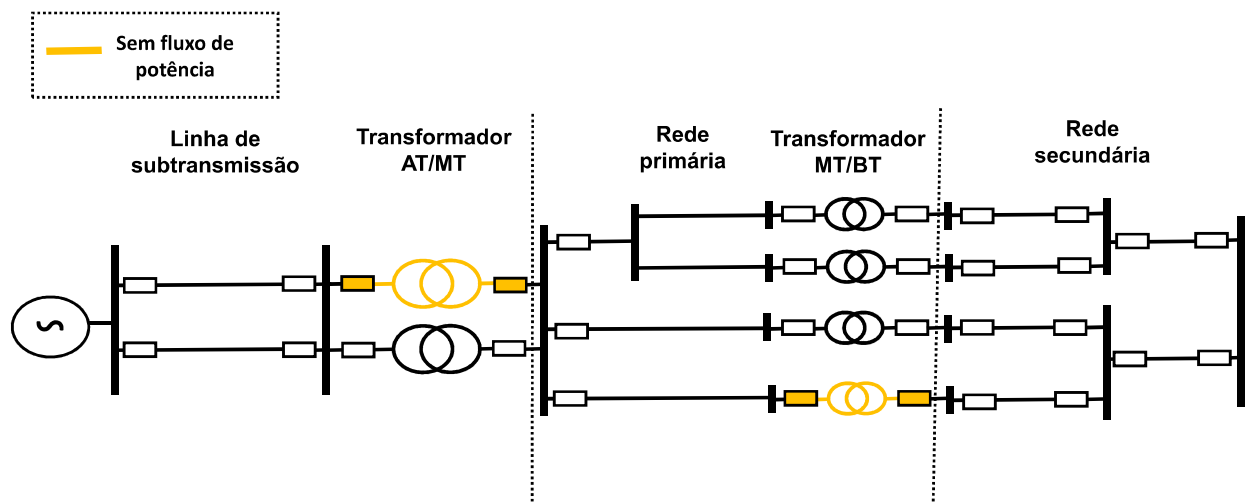 Sem fluxo de
potência
Linha de
subtransmissão
Transformador
AT/MT
Rede
primária
Transformador
MT/BT
Rede
secundária